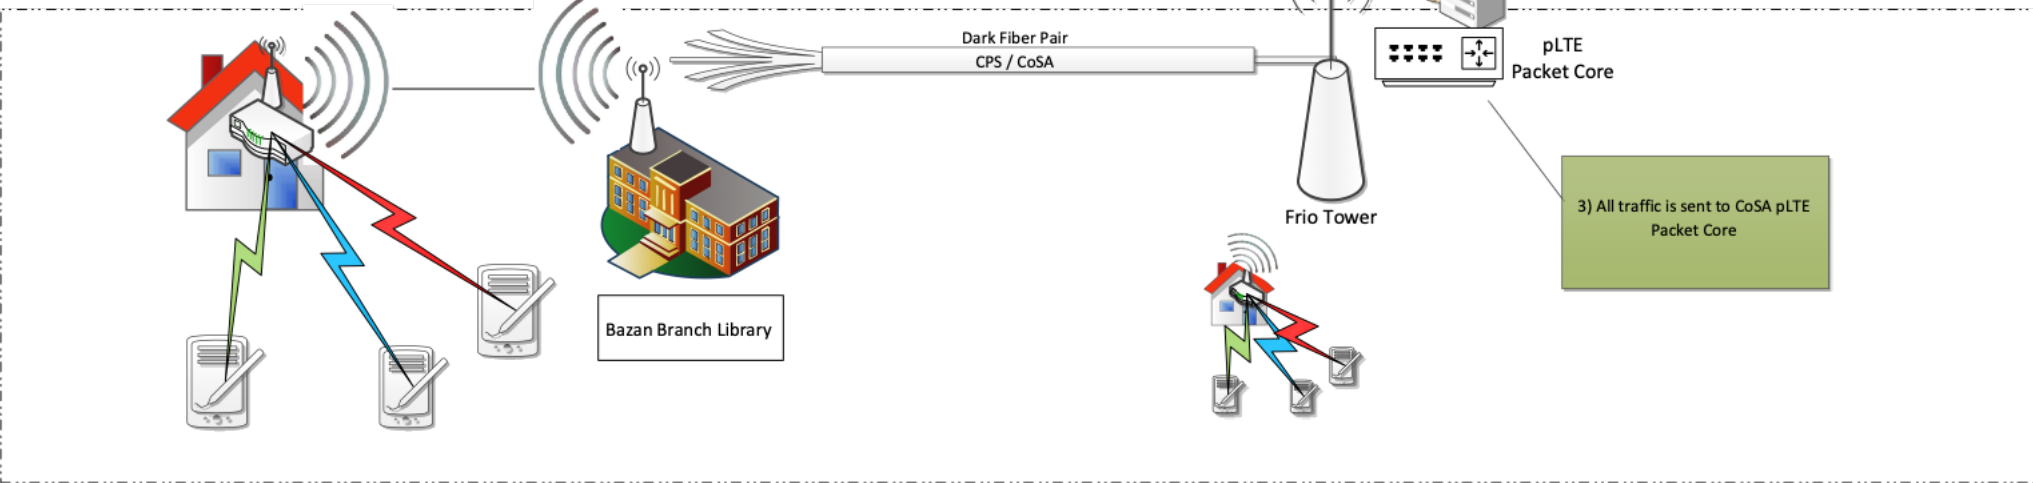 Dark Fiber Pair
CPS / CoSA
pLTE
Packet Core
Frio Tower
3) All traffic is sent to CoSA pLTE
Packet Core
Bazan Branch Library